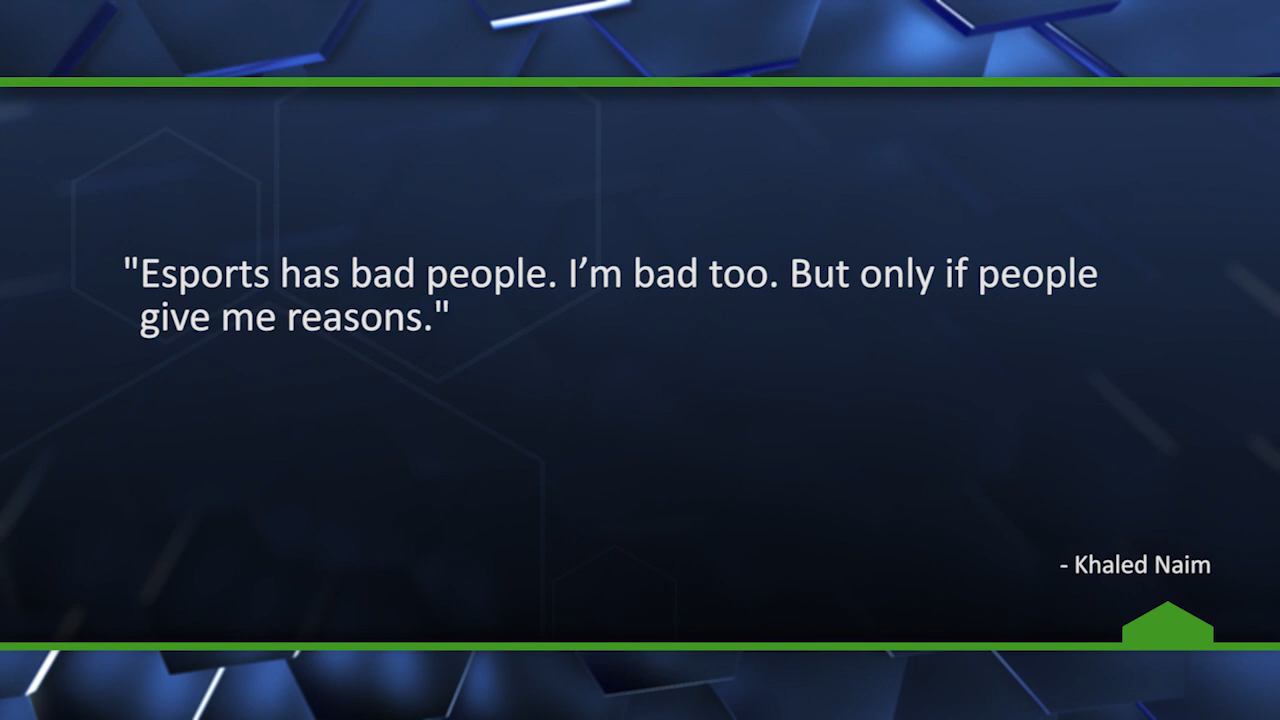 "Esports has bad people. I’m bad too. But only if people
give me reasons."
- Khaled Naim